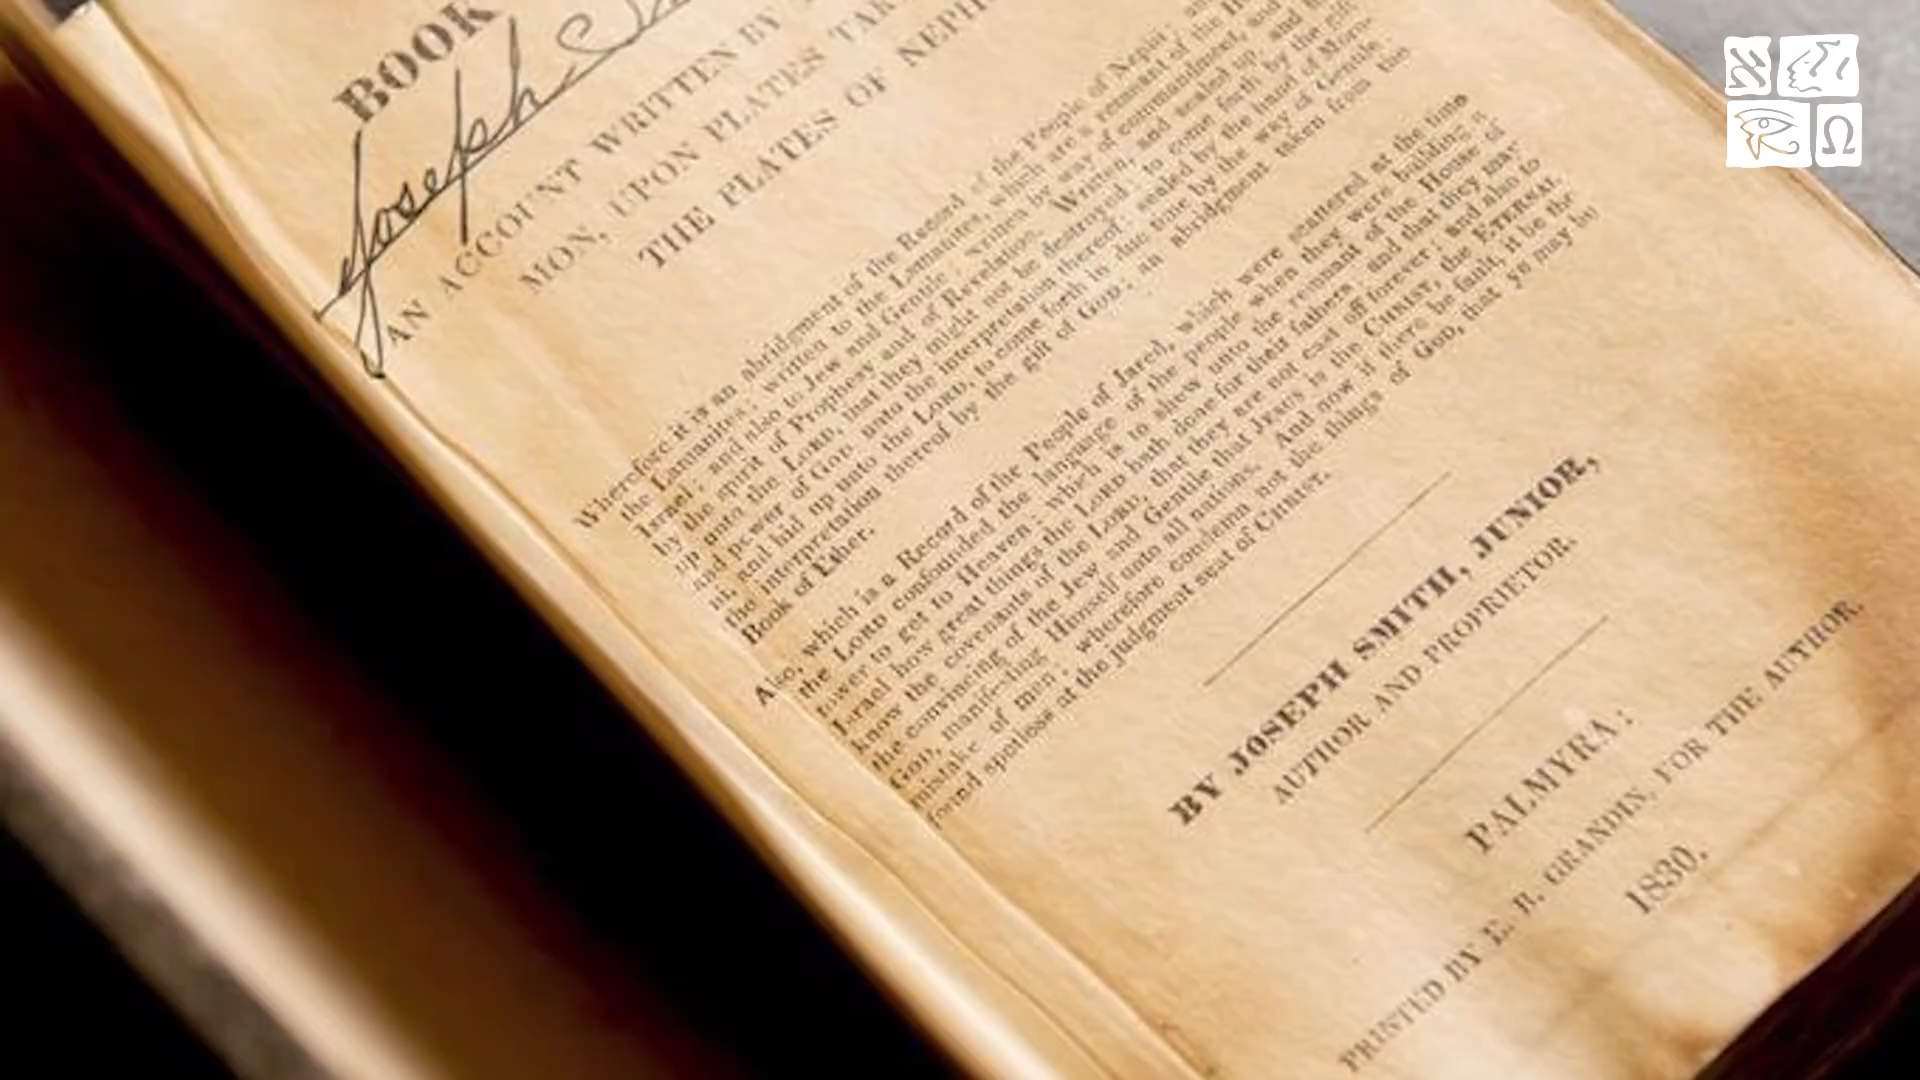 BOOK
Joseph
AN ACCOUNT WRITTEN BY
MON, UPON PLATES
THE PLATES OF NEPHI
Wherefore it is an abridgment of the Record of the People of Nephi,
the Lamanites; written to the Lamanites, which are a remnant of the
Israel; and also to Jew and Gentile; written by way of commandment, and
by the spirit of Prophesy and of Revelation. Written, and sealed up, and
up unto the LORD, that they might not be destroyed; to come forth by the gift
and power of GOD, unto the interpretation thereof; sealed by the hand of Moro-
ni, and hid up unto the LORD, to come forth in due time by the way of Gentile;
the interpretation thereof by the gift of GOD; an abridgment taken from the
Book of Ether.
Also, which is a Record of the People of Jared, which were scattered at the time
the LORD confounded the language of the people when they were building a
tower to get to Heaven: which is to shew unto the remnant of the House of
Israel how great things the LORD hath done for their fathers; and that they may
know the covenants of the LORD, that they are not cast off forever; and also to
the convincing of the Jew and Gentile that JESUS is the CHRIST, the ETERNAL
GOD, manifesting Himself unto all nations. And now if there be fault, it be the
mistake of men; wherefore condemn not the things of GOD, that ye may be
found spotless at the judgment seat of CHRIST.
BY JOSEPH SMITH, JUNIOR,
AUTHOR AND PROPRIETOR.
PALMYRA:
PRINTED BY E. B. GRANDIN, FOR THE AUTHOR.
1830.